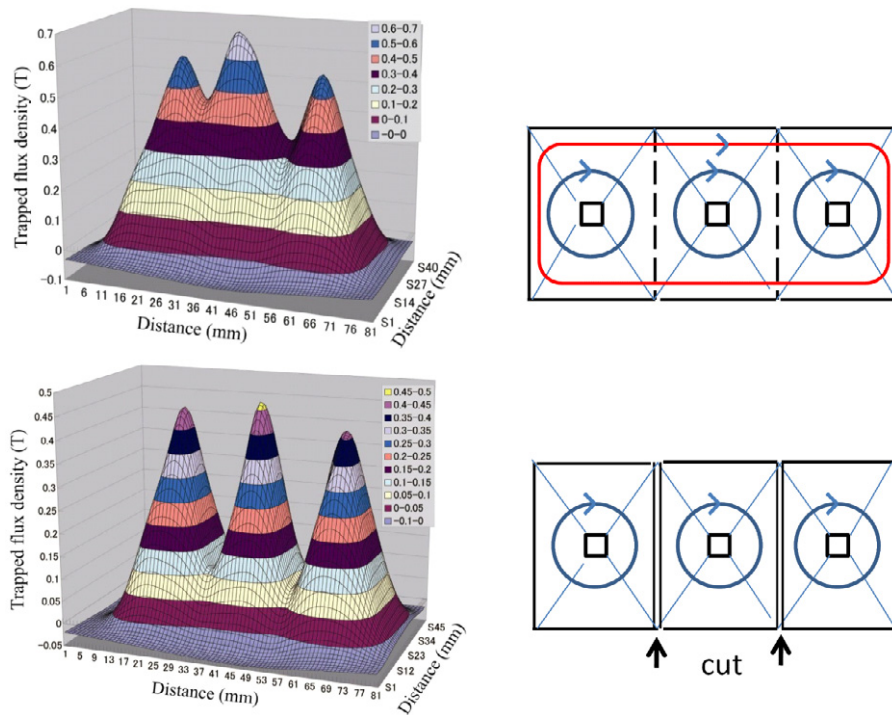 0.7
0.6
0.5
0.4
0.3
0.2
0.1
0
−0.1
Trapped flux density (T)
0.6−0.7
0.5−0.6
0.4−0.5
0.3−0.4
0.2−0.3
0.1−0.2
0−0.1
−0−0
1 6 11 16 21 26 31 36 41 46 51 56 61 66 71 76 81
Distance (mm)
S1
S14
S27
S40
Distance (mm)
0.5
0.45
0.4
0.35
0.3
0.25
0.2
0.15
0.1
0.05
0
−0.05
Trapped flux density (T)
0.45−0.5
0.4−0.45
0.35−0.4
0.3−0.35
0.25−0.3
0.2−0.25
0.15−0.2
0.1−0.15
0.05−0.1
0−0.05
−0.1−0
1 5 9 13 17 21 25 29 33 37 41 45 49 53 57 61 65 69 73 77 81
Distance (mm)
S1
S12
S23
S34
S45
Distance (mm)
cut